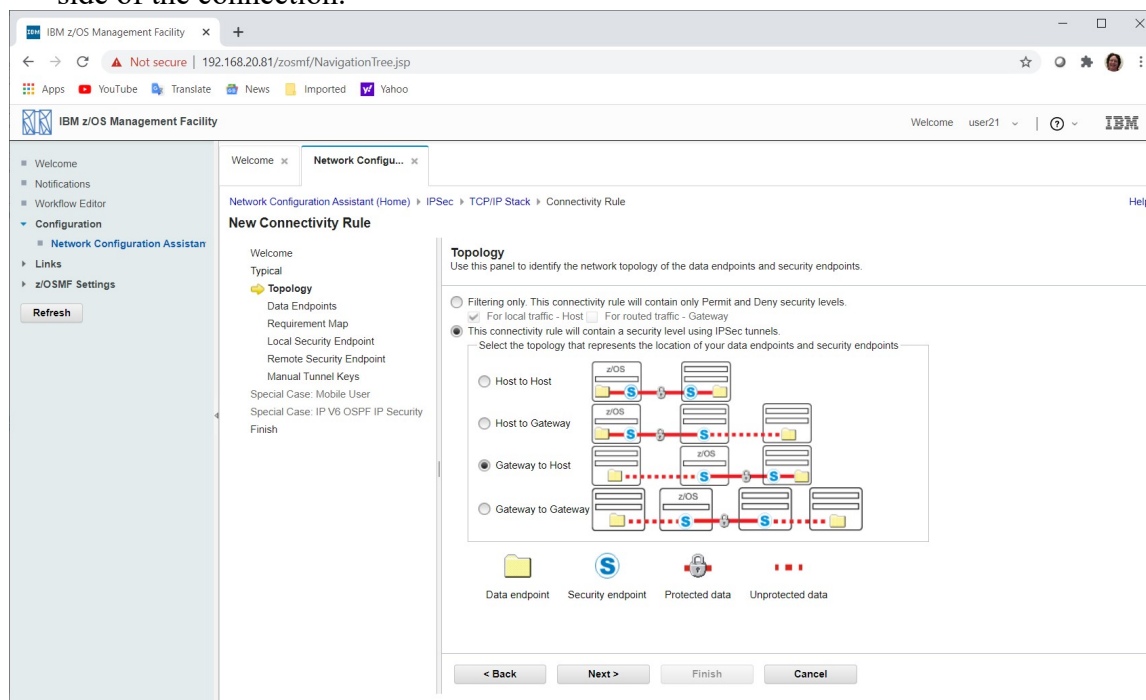 side of the connection.
IBM z/OS Management Facility
Not secure | 192.168.20.81/zosmf/NavigationTree.jsp
Apps YouTube Translate News Imported Yahoo
IBM z/OS Management Facility Welcome user21 IBM
Welcome
Notifications
Workflow Editor
Configuration
Network Configuration Assistan
Links
z/OSMF Settings
Refresh
Welcome Network Configu...
Network Configuration Assistant (Home) IPSec TCP/IP Stack Connectivity Rule Help
New Connectivity Rule
Welcome
Typical
Topology
Data Endpoints
Requirement Map
Local Security Endpoint
Remote Security Endpoint
Manual Tunnel Keys
Special Case: Mobile User
Special Case: IP V6 OSPF IP Security
Finish
Topology
Use this panel to identify the network topology of the data endpoints and security endpoints.
Filtering only. This connectivity rule will contain only Permit and Deny security levels.
For local traffic - Host For routed traffic - Gateway
This connectivity rule will contain a security level using IPSec tunnels.
Select the topology that represents the location of your data endpoints and security endpoints
z/OS
Host to Host S S
z/OS
Host to Gateway S S
z/OS
Gateway to Host S S
z/OS
Gateway to Gateway S S
S
Data endpoint Security endpoint Protected data Unprotected data
< Back Next > Finish Cancel